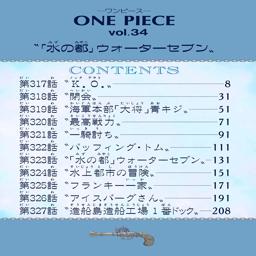 ―ワンピース―
ONE PIECE
vol.34
〝「水の都」ウォーターセブン〟
CONTENTS
第317話 〝K.O.〟 8
第318話 〝閉会〟 31
第319話 〝海軍本部「大将」青キジ〟 51
第320話 〝最高戦力〟 71
第321話 〝一騎討ち〟 91
第322話 〝パッフィング・トム〟 111
第323話 〝「水の都」ウォーターセブン〟 131
第324話 〝水上都市の冒険〟 151
第325話 〝フランキー一家〟 171
第326話 〝アイスバーグさん〟 191
第327話 〝造船島造船工場1番ドック〟 208